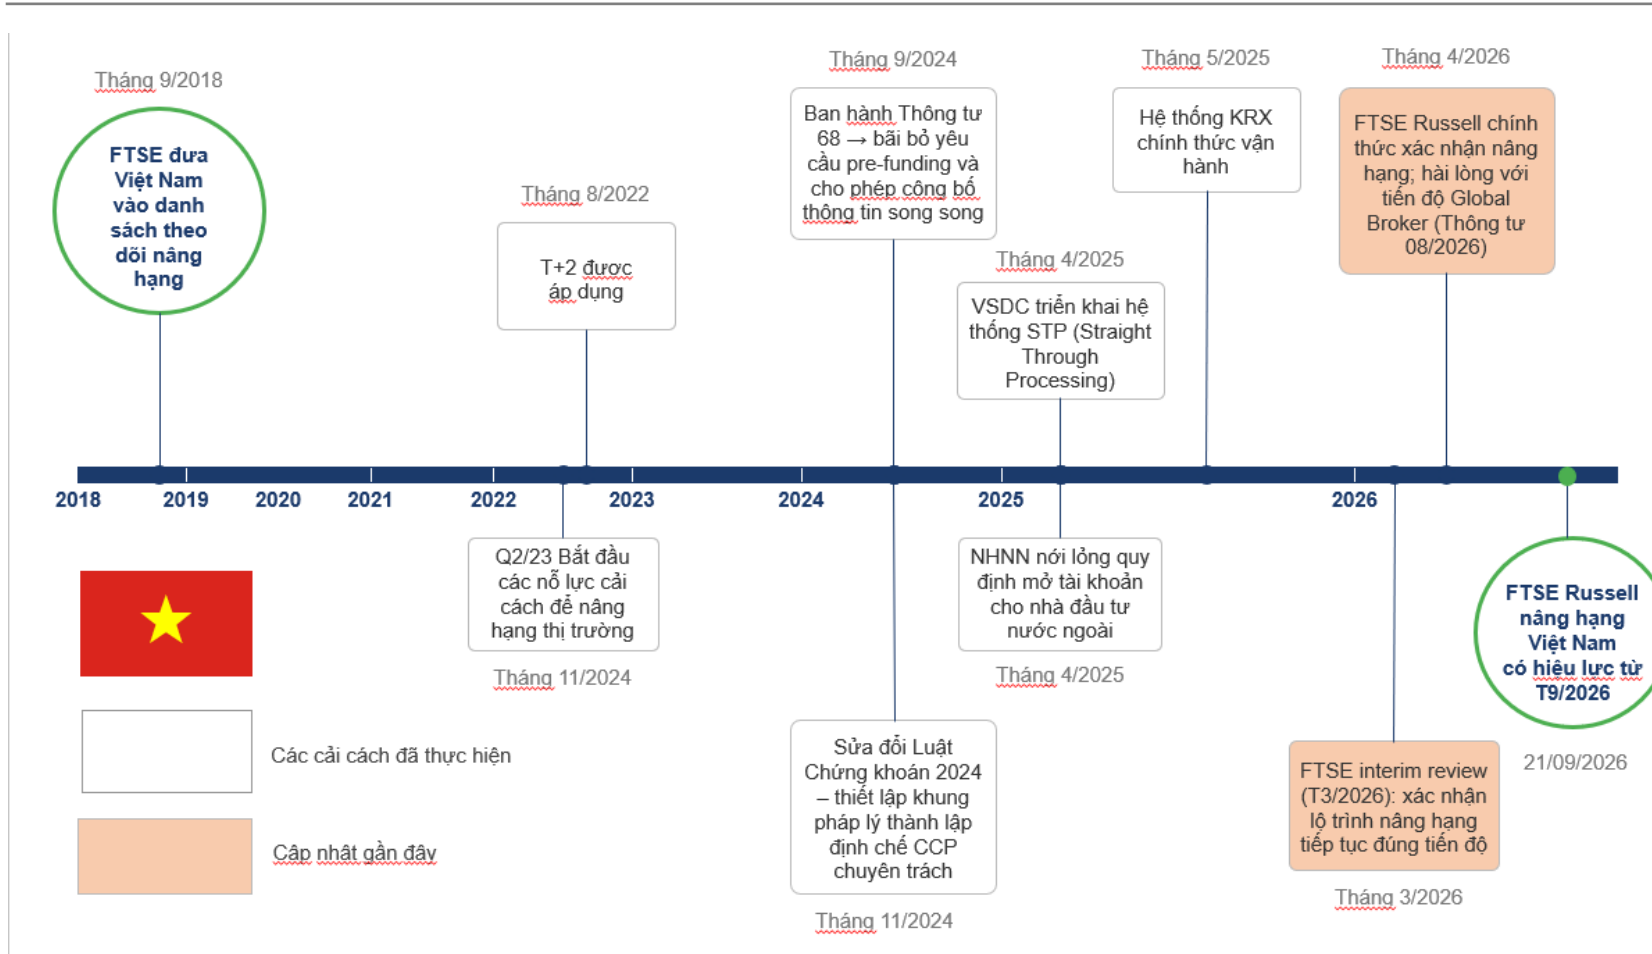 Tháng 9/2018
FTSE đưa
Việt Nam
vào danh
sách theo
dõi nâng
hạng
Tháng 8/2022
T+2 được
áp dụng
Tháng 9/2024
Ban hành Thông tư
68 → bãi bỏ yêu
cầu pre-funding và
cho phép công bố
thông tin song song
Tháng 4/2025
VSDC triển khai hệ
thống STP (Straight
Through
Processing)
Tháng 5/2025
Hệ thống KRX
chính thức vận
hành
Tháng 4/2026
FTSE Russell chính
thức xác nhận nâng
hạng; hài lòng với
tiến độ Global
Broker (Thông tư
08/2026)
2018
2019
2020
2021
2022
2023
2024
2025
2026
Q2/23 Bắt đầu
các nỗ lực cải
cách để nâng
hạng thị trường
Tháng 11/2024
Sửa đổi Luật
Chứng khoán 2024
– thiết lập khung
pháp lý thành lập
định chế CCP
chuyên trách
Tháng 11/2024
NHNN nới lỏng quy
định mở tài khoản
cho nhà đầu tư
nước ngoài
Tháng 4/2025
FTSE interim review
(T3/2026): xác nhận
lộ trình nâng hạng
tiếp tục đúng tiến độ
Tháng 3/2026
FTSE Russell
nâng hạng
Việt Nam
có hiệu lực từ
T9/2026
21/09/2026
Các cải cách đã thực hiện
Cập nhật gần đây